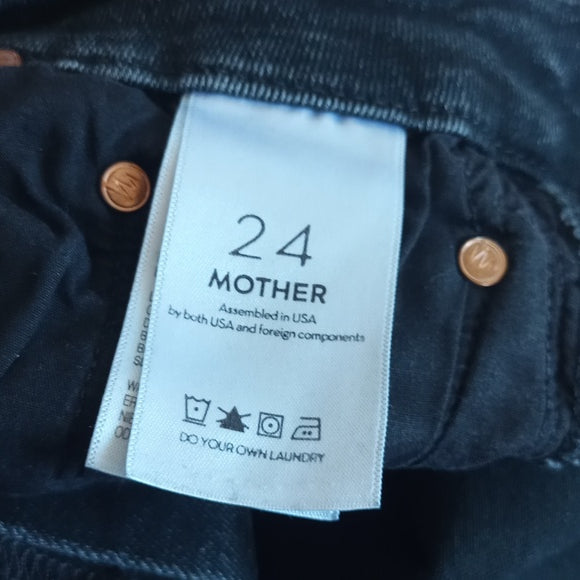 24
MOTHER
Assembled in USA
by both USA and foreign components
DO YOUR OWN LAUNDRY